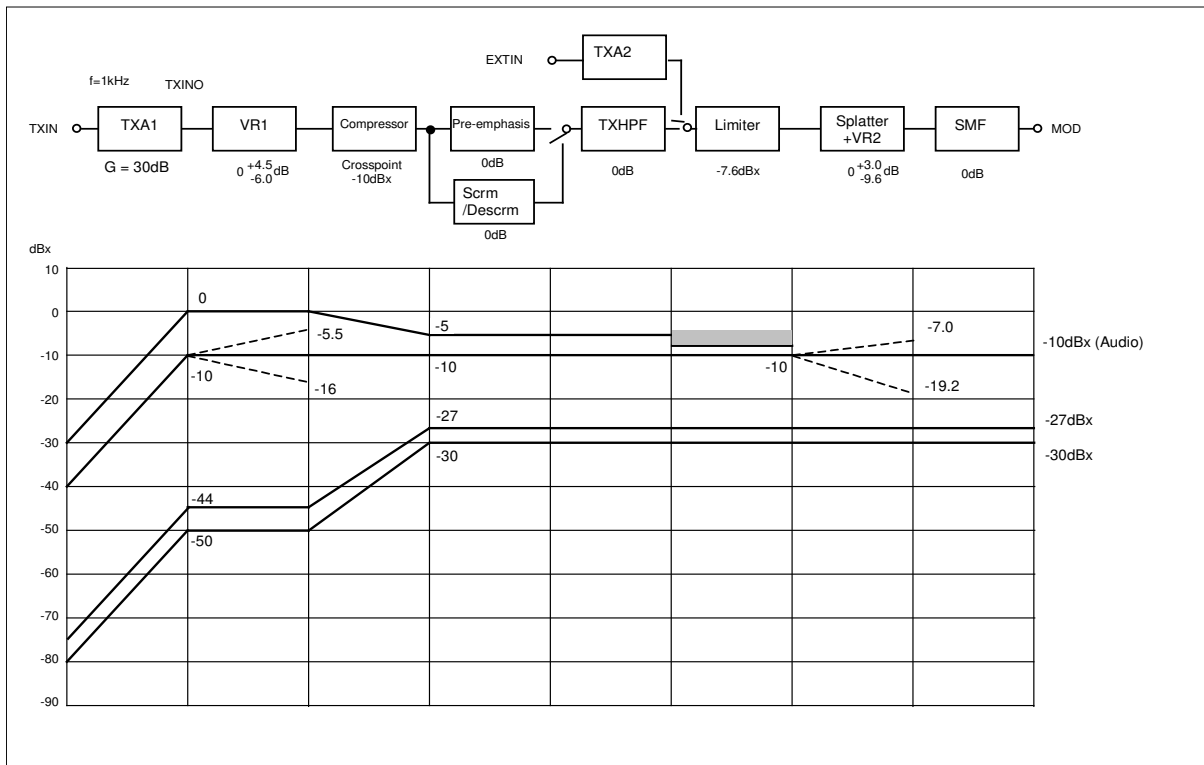 EXTIN
TXA2
f=1kHz
TXINO
TXIN
TXA1
VR1
Compressor
Pre-emphasis
TXHPF
Limiter
Splatter
+VR2
SMF
MOD
G = 30dB
0 +4.5 -6.0 dB
Crosspoint
-10dBx
0dB
0dB
-7.6dBx
0 +3.0 -9.6 dB
0dB
Scrm
/Descrm
0dB
dBx
10
0
-10
-20
-30
-40
-50
-60
-70
-80
-90
0
-5.5
-5
-7.0
-10
-10
-10
-10dBx (Audio)
-16
-19.2
-27
-27dBx
-30
-30dBx
-44
-50